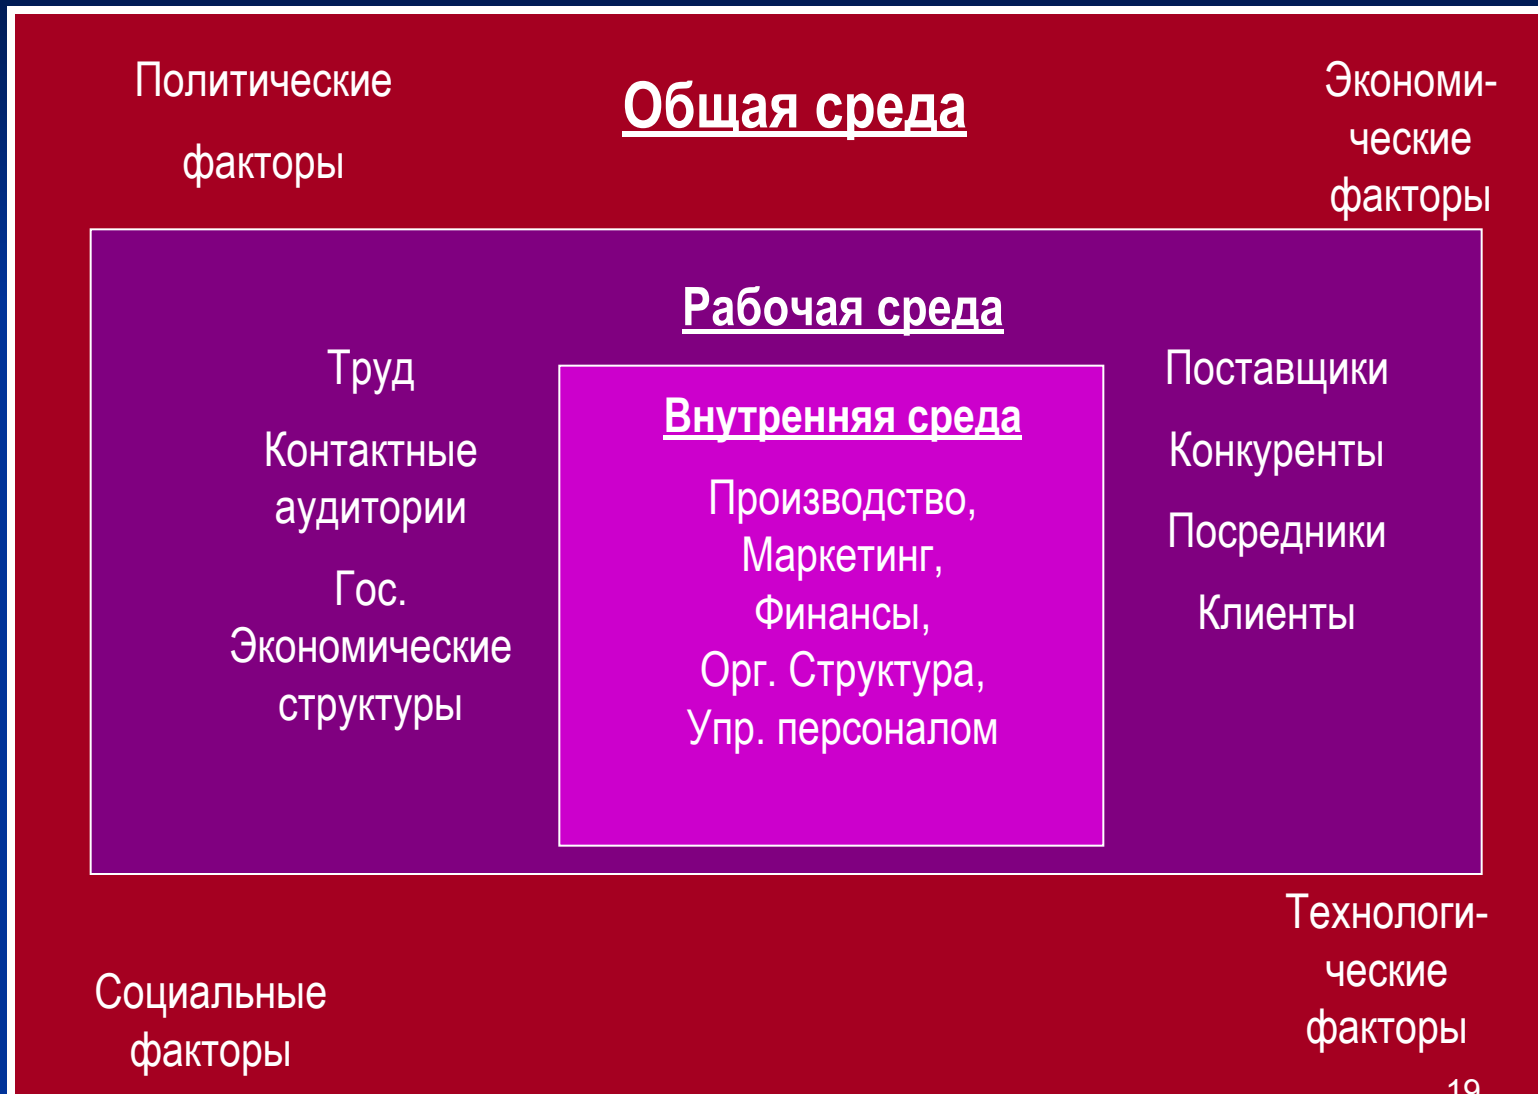 Политические
факторы
Общая среда
Экономи-
ческие
факторы
Рабочая среда
Труд
Контактные
аудитории
Гос.
Экономические
структуры
Внутренняя среда
Производство,
Маркетинг,
Финансы,
Орг. Структура,
Упр. персоналом
Поставщики
Конкуренты
Посредники
Клиенты
Социальные
факторы
Технологи-
ческие
факторы
19